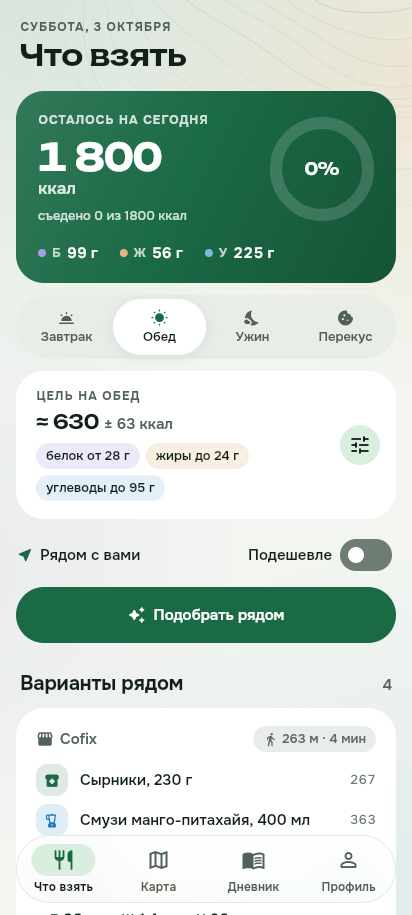 СУББОТА, 3 ОКТЯБРЯ
Что взять
ОСТАЛОСЬ НА СЕГОДНЯ
1 800
ккал
съедено 0 из 1800 ккал
0%
Б 99 г Ж 56 г У 225 г
Завтрак Обед Ужин Перекус
ЦЕЛЬ НА ОБЕД
≈ 630 ± 63 ккал
белок от 28 г жиры до 24 г
углеводы до 95 г
Рядом с вами Подешевле
Подобрать рядом
Варианты рядом 4
Cofix 263 м · 4 мин
Сырники, 230 г 267
Смузи манго-питахайя, 400 мл 363
Что взять Карта Дневник Профиль